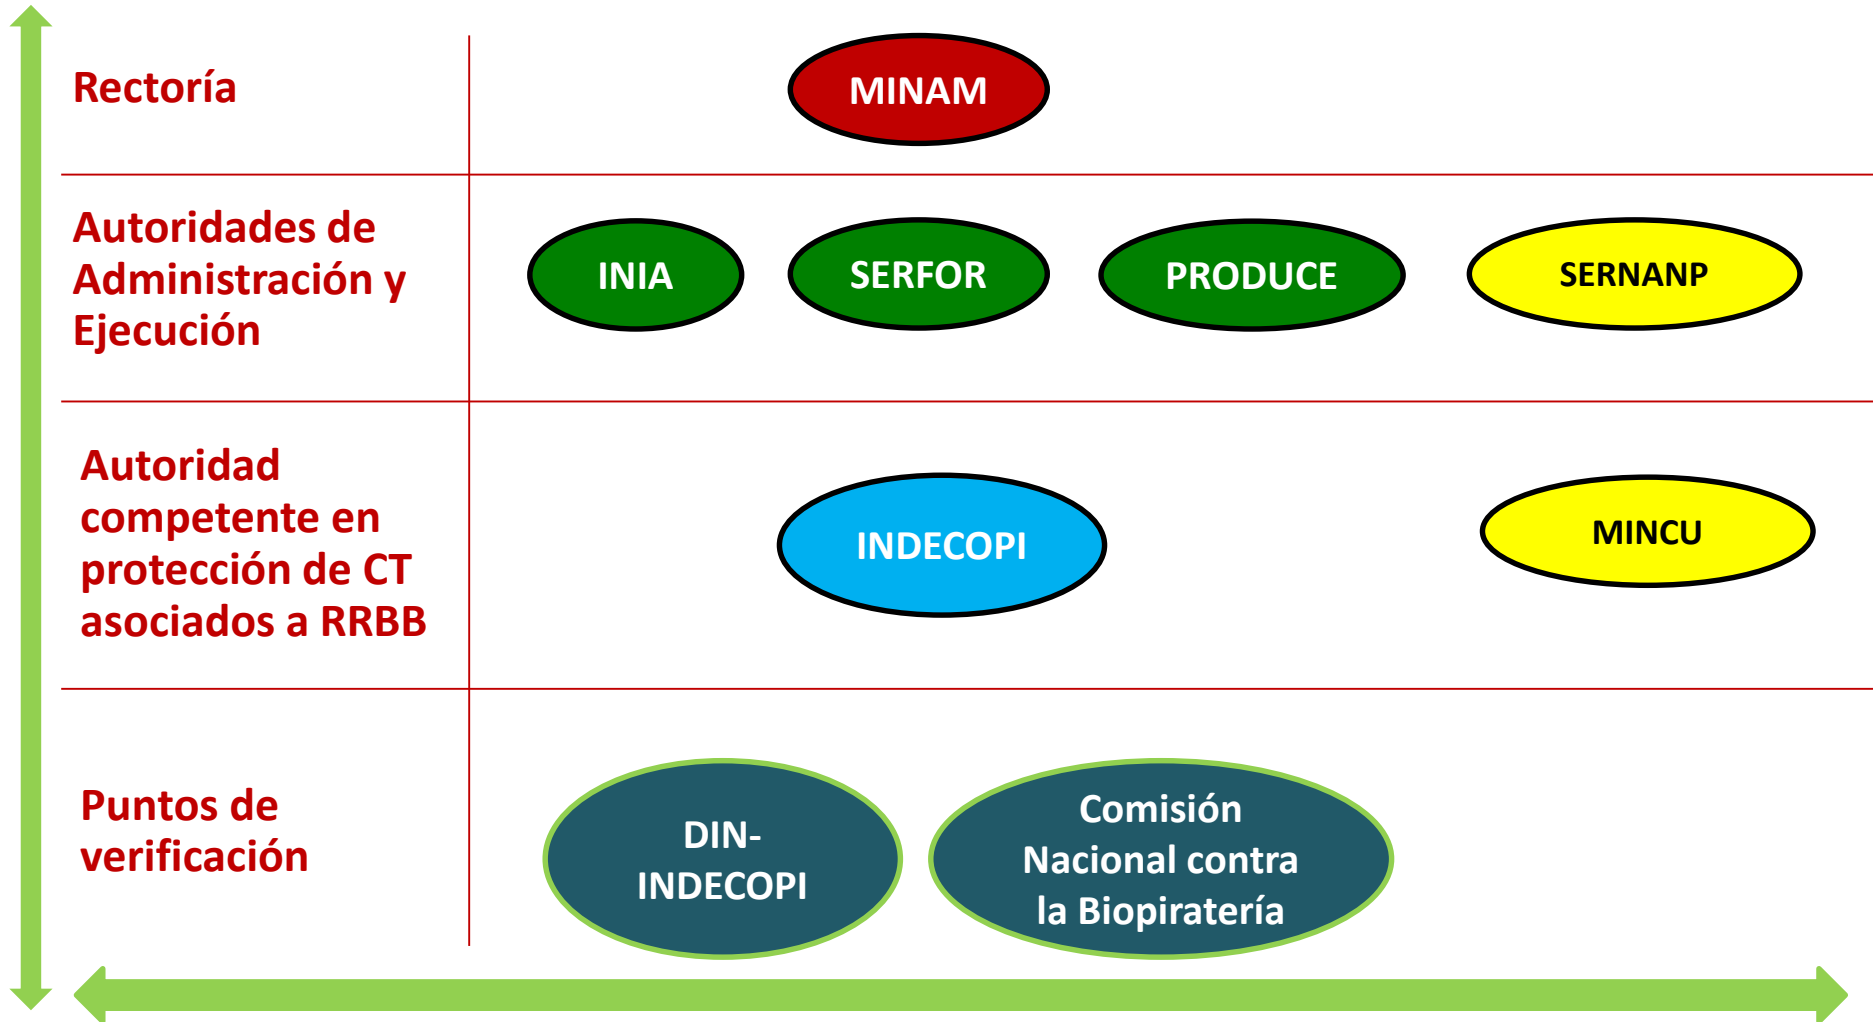 Rectoría
MINAM
Autoridades de
Administración y
Ejecución
INIA
SERFOR
PRODUCE
SERNANP
Autoridad
competente en
protección de CT
asociados a RRBB
INDECOPI
MINCU
Puntos de
verificación
DIN-
INDECOPI
Comisión
Nacional contra
la Biopiratería